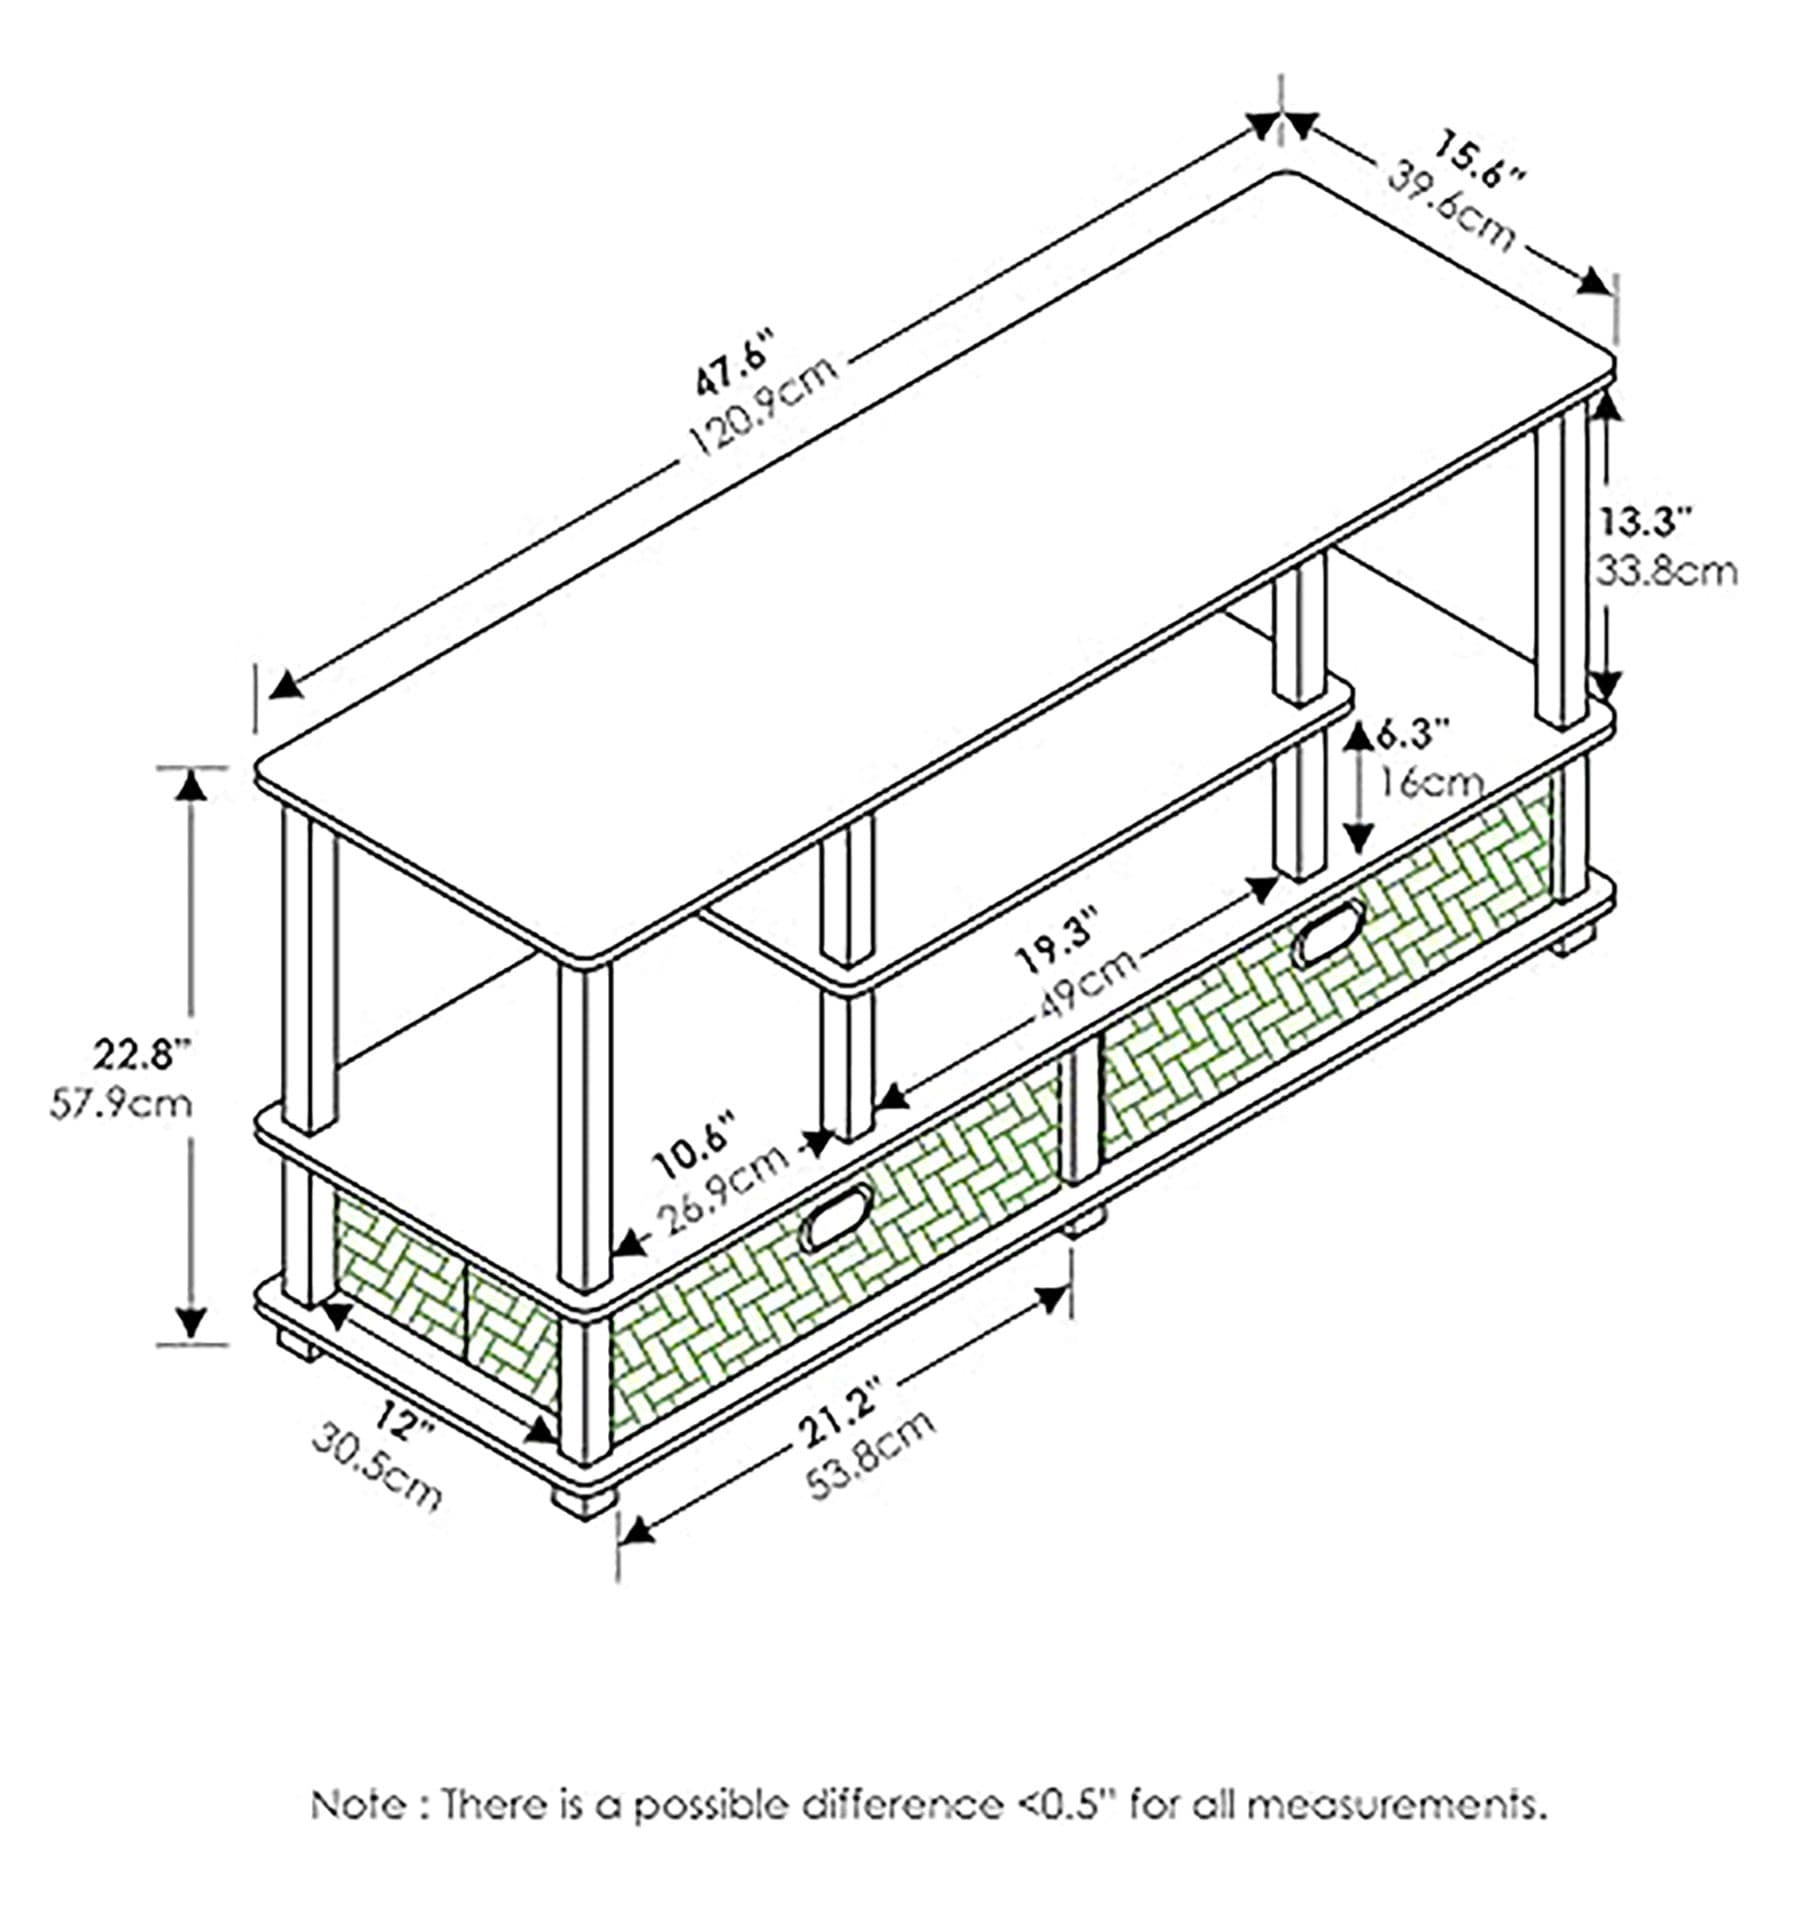 15.6"
39.6cm
47.6"
120.9cm
13.3"
33.8cm
6.3"
16cm
19.3"
49cm
22.8"
57.9cm
10.6"
26.9cm
21.2"
53.8cm
12"
30.5cm
Note : There is a possible difference <0.5" for all measurements.